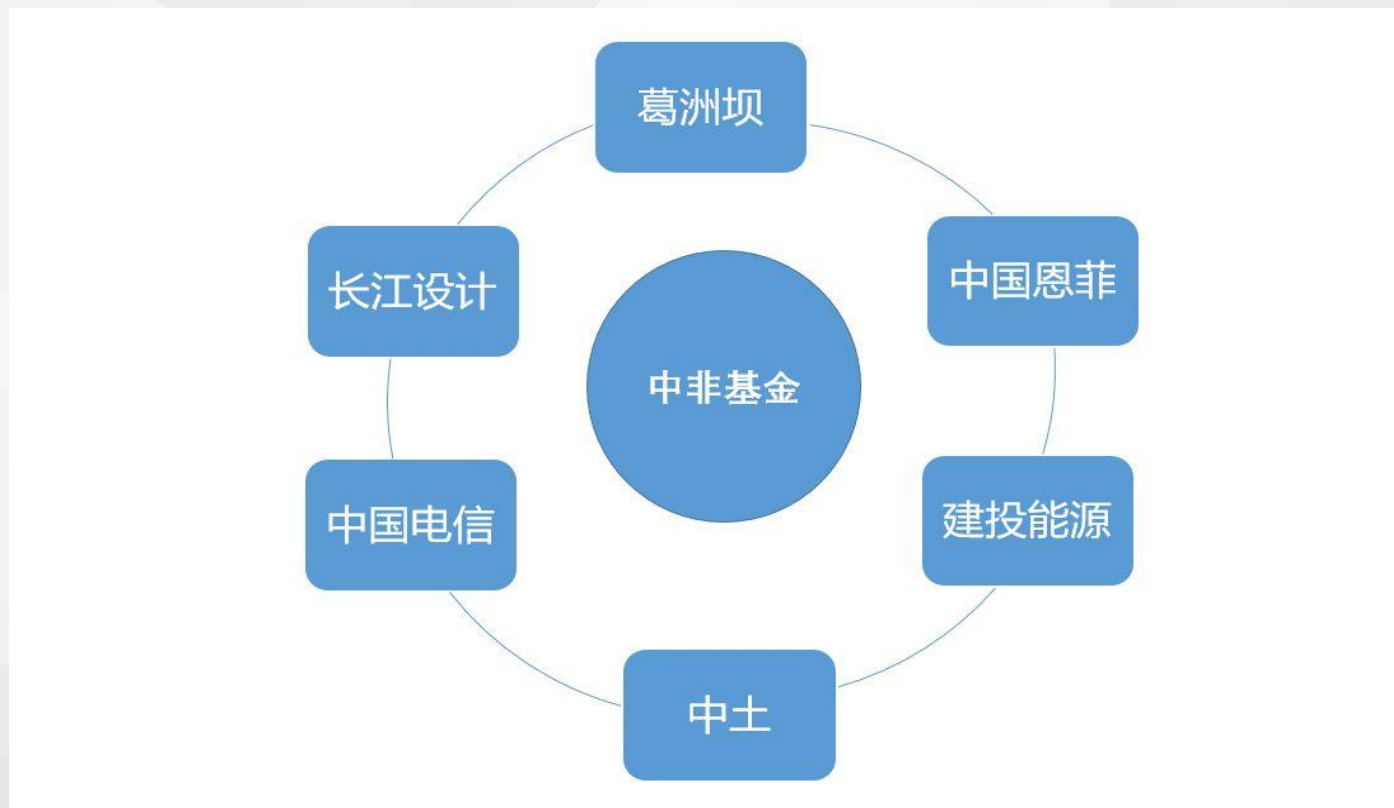 葛洲坝
长江设计
中国恩菲
中非基金
中国电信
建投能源
中土